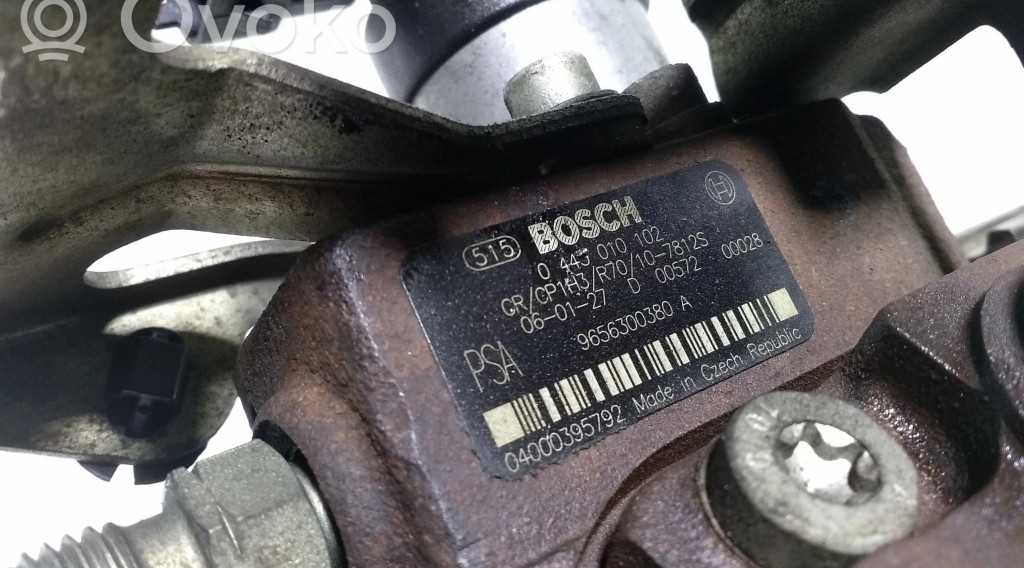 Ovoko
515 BOSCH
0 445 010 102
CR/CP1H3/R70/10-7812S
06-01-27 D 00572 00028
PSA 9656300380 A
04000395792 Made in Czech Republic